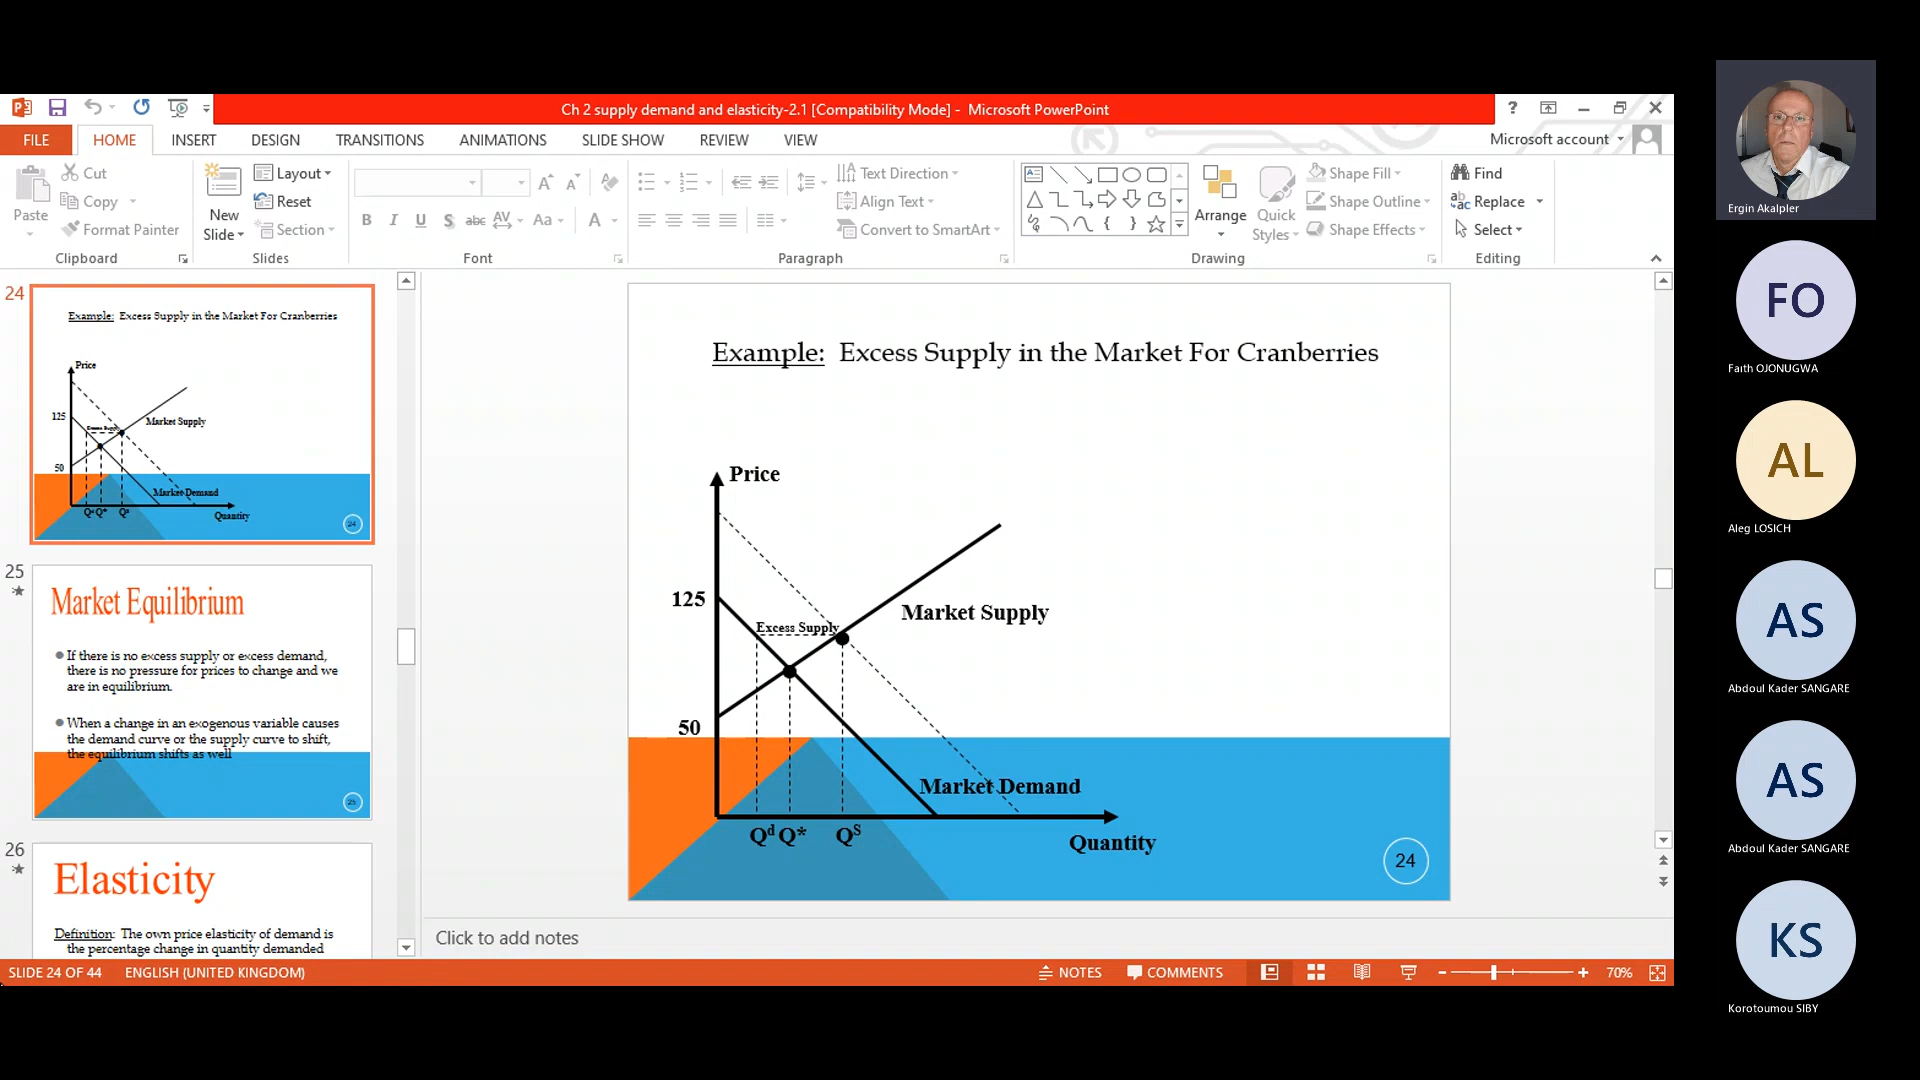 Ch 2 supply demand and elasticity-2.1 [Compatibility Mode] - Microsoft PowerPoint
?
FILE HOME INSERT DESIGN TRANSITIONS ANIMATIONS SLIDE SHOW REVIEW VIEW
Microsoft account
Paste
Cut
Copy
Format Painter
Clipboard
New Slide
Layout
Reset
Section
Slides
B I U S abc AV Aa A
Font
Text Direction
Align Text
Convert to SmartArt
Paragraph
Arrange
Quick Styles
Shape Fill
Shape Outline
Shape Effects
Drawing
Find
Replace
Select
Editing
24
Example: Excess Supply in the Market For Cranberries
Price
125
Excess Supply
Market Supply
50
Market Demand
Qd Q* QS
Quantity
24
25
Market Equilibrium
If there is no excess supply or excess demand,
there is no pressure for prices to change and we
are in equilibrium.
When a change in an exogenous variable causes
the demand curve or the supply curve to shift,
the equilibrium shifts as well
25
26
Elasticity
Definition: The own price elasticity of demand is
the percentage change in quantity demanded
Example: Excess Supply in the Market For Cranberries
Price
125
Excess Supply
Market Supply
50
Market Demand
Qd Q* QS
Quantity
24
Click to add notes
SLIDE 24 OF 44 ENGLISH (UNITED KINGDOM)
NOTES COMMENTS 70%
Ergin Akalpler
FO
Faith OJONUGWA
AL
Aleg LOSICH
AS
Abdoul Kader SANGARE
AS
Abdoul Kader SANGARE
KS
Korotoumou SIBY